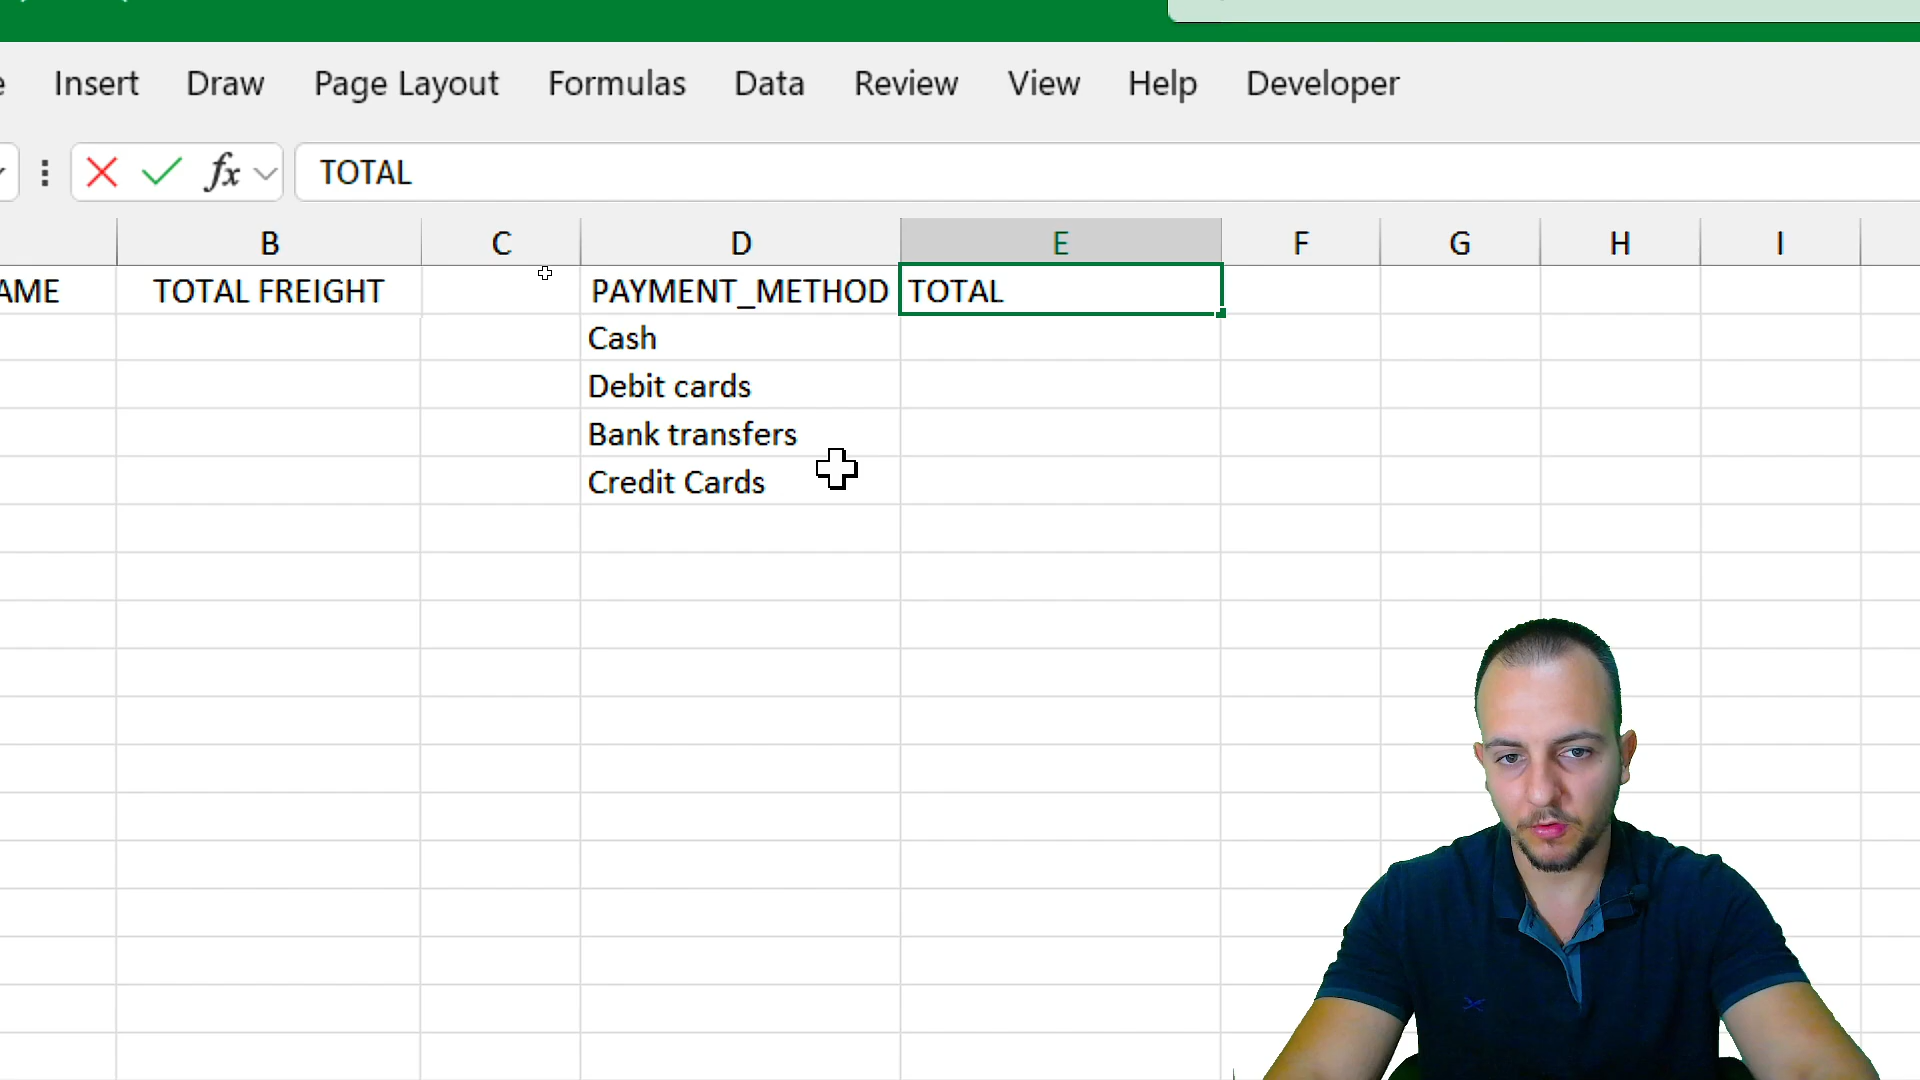 Insert Draw Page Layout Formulas Data Review View Help Developer
fx TOTAL
B C D E F G H I
AME TOTAL FREIGHT PAYMENT_METHOD TOTAL
Cash
Debit cards
Bank transfers
Credit Cards